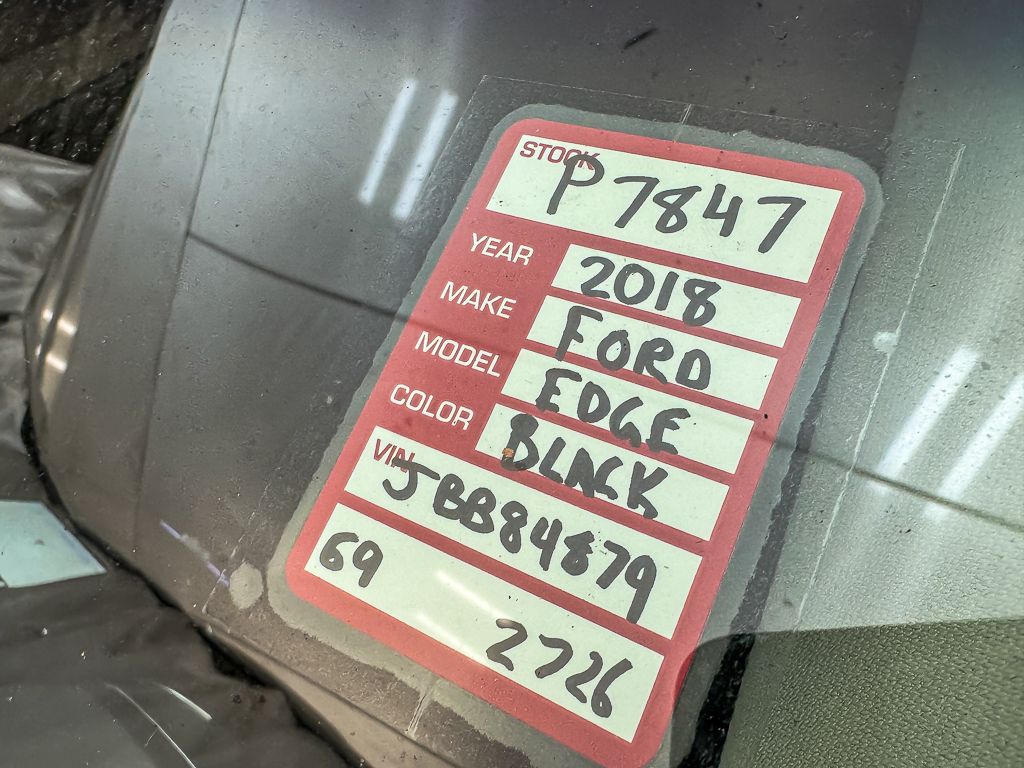 STOCK P7847
YEAR 2018
MAKE FORD
MODEL EDGE
COLOR BLACK
VIN JBB84879
69 2726